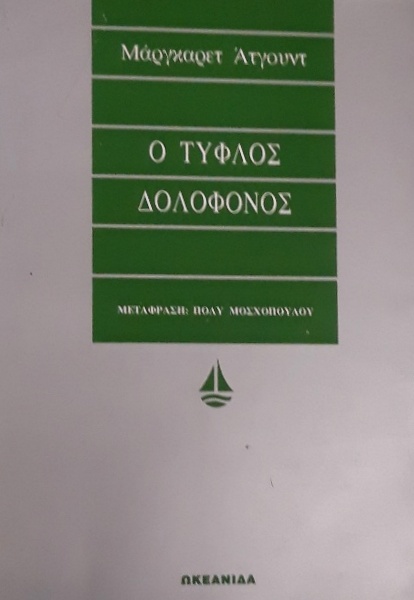 Μάργκαρετ Άτγουντ
Ο ΤΥΦΛΟΣ
ΔΟΛΟΦΟΝΟΣ
ΜΕΤΑΦΡΑΣΗ: ΠΟΛΥ ΜΟΣΧΟΠΟΥΛΟΥ
ΩΚΕΑΝΙΔΑ